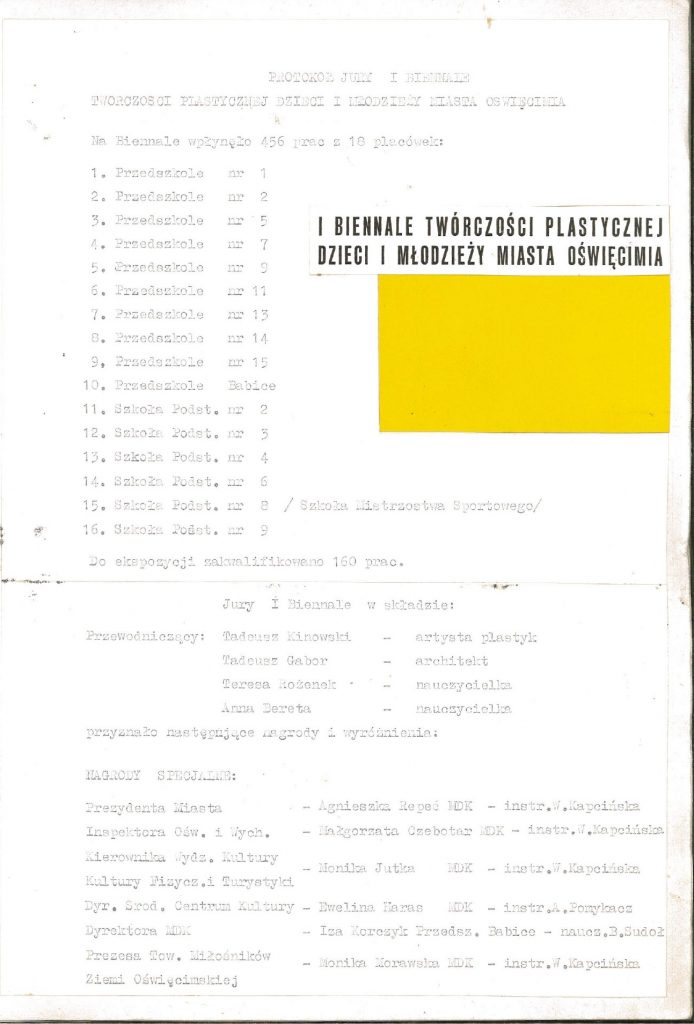 PROTOKÓŁ JURY I BIENNALE
TWÓRCZOŚCI PLASTYCZNEJ DZIECI I MŁODZIEŻY MIASTA OŚWIĘCIMIA
Na Biennale wpłynęło 456 prac z 18 placówek:
1. Przedszkole nr 1
2. Przedszkole nr 2
3. Przedszkole nr 5
4. Przedszkole nr 7
5. Przedszkole nr 9
6. Przedszkole nr 11
7. Przedszkole nr 13
8. Przedszkole nr 14
9, Przedszkole nr 15
10. Przedszkole Babice
11. Szkoła Podst. nr 2
12. Szkoła Podst. nr 3
13. Szkoła Podst. nr 4
14. Szkoła Podst. nr 6
15. Szkoła Podst. nr 8 / Szkoła Mistrzostwa Sportowego/
16. Szkoła Podst. nr 9
I BIENNALE TWÓRCZOŚCI PLASTYCZNEJ
DZIECI I MŁODZIEŻY MIASTA OŚWIĘCIMIA
Do ekspozycji zakwalifikowano 160 prac.
Jury I Biennale w składzie:
Przewodniczący: Tadeusz Kinowski - artysta plastyk
Tadeusz Gabor - architekt
Teresa Rożenek - nauczycielka
Anna Bereta - nauczycielka
przyznało następujące nagrody i wyróżnienia:
NAGRODY SPECJALNE:
Prezydenta Miasta - Agnieszka Repeć MDK - instr.W.Kapcińska
Inspektora Ośw. i Wych. - Małgorzata Czebotar MDK - instr.W.Kapcińska
Kierownika Wydz. Kultury
Kultury Fizycz.i Turystyki - Monika Jutka MDK - instr.W.Kapcińska
Dyr. Środ. Centrum Kultury - Ewelina Haras MDK - instr.A.Ponykacz
Dyrektora MDK - Iza Korczyk Przedsz. Babice - naucz.B.Sudoł
Prezesa Tow. Miłośników
Ziemi Oświęcimskiej - Monika Morawska MDK - instr.W.Kapcińska